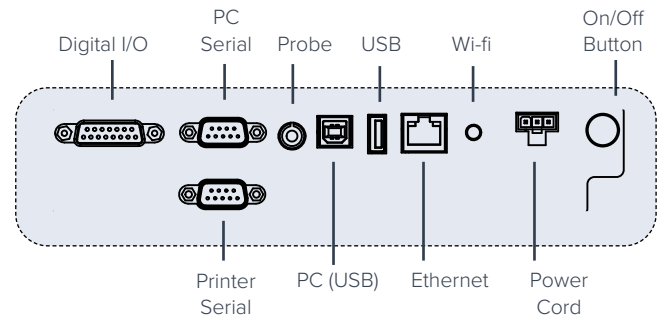 Digital I/O
PC
Serial
Probe
USB
Wi-fi
On/Off
Button
Printer
Serial
PC (USB)
Ethernet
Power
Cord